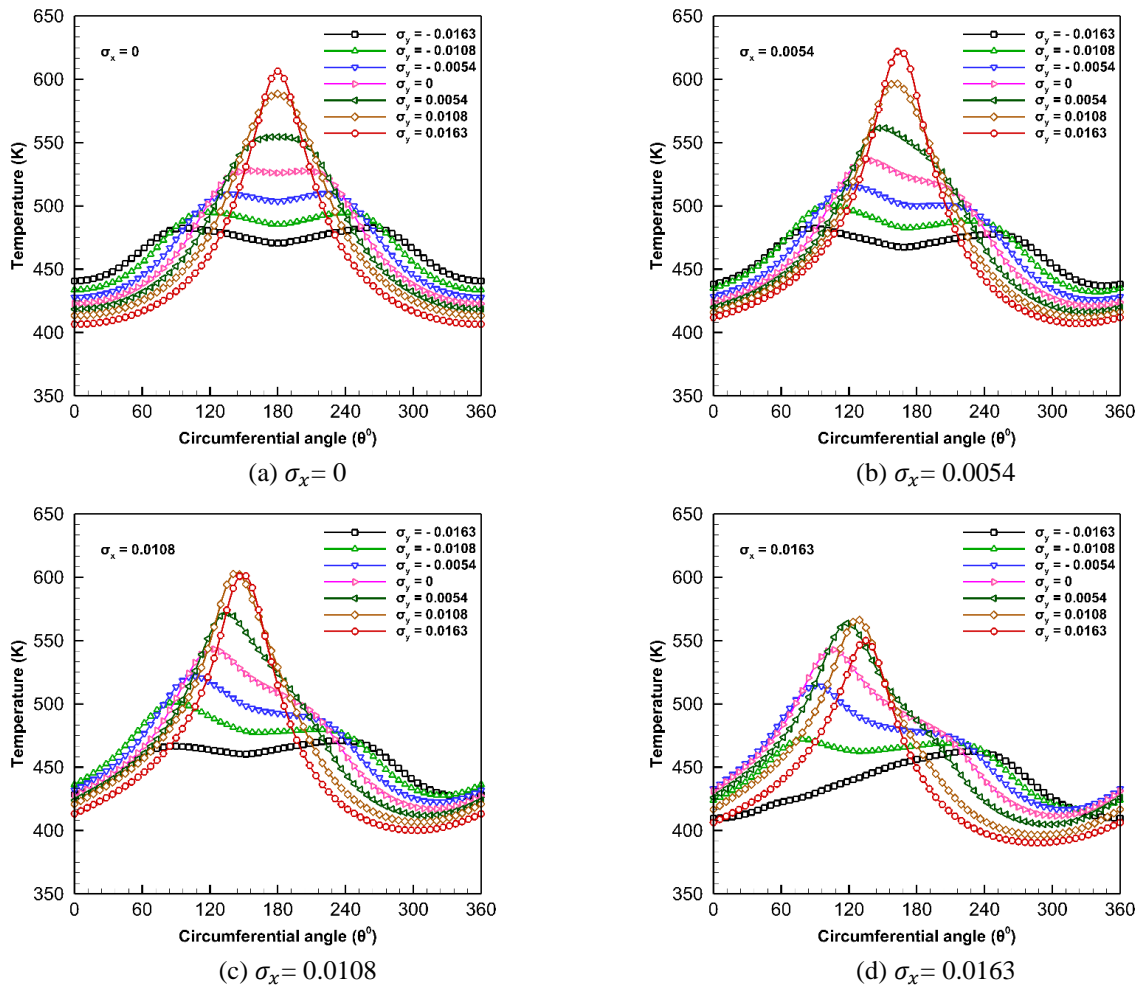 650
600
550
500
450
400
350
Temperature (K)
σx = 0
σy = - 0.0163
σy = - 0.0108
σy = - 0.0054
σy = 0
σy = 0.0054
σy = 0.0108
σy = 0.0163
0 60 120 180 240 300 360
Circumferential angle (θ⁰)
(a) σx= 0
650
600
550
500
450
400
350
Temperature (K)
σx = 0.0054
σy = - 0.0163
σy = - 0.0108
σy = - 0.0054
σy = 0
σy = 0.0054
σy = 0.0108
σy = 0.0163
0 60 120 180 240 300 360
Circumferential angle (θ⁰)
(b) σx= 0.0054
650
600
550
500
450
400
350
Temperature (K)
σx = 0.0108
σy = - 0.0163
σy = - 0.0108
σy = - 0.0054
σy = 0
σy = 0.0054
σy = 0.0108
σy = 0.0163
0 60 120 180 240 300 360
Circumferential angle (θ⁰)
(c) σx= 0.0108
650
600
550
500
450
400
350
Temperature (K)
σx = 0.0163
σy = - 0.0163
σy = - 0.0108
σy = - 0.0054
σy = 0
σy = 0.0054
σy = 0.0108
σy = 0.0163
0 60 120 180 240 300 360
Circumferential angle (θ⁰)
(d) σx= 0.0163